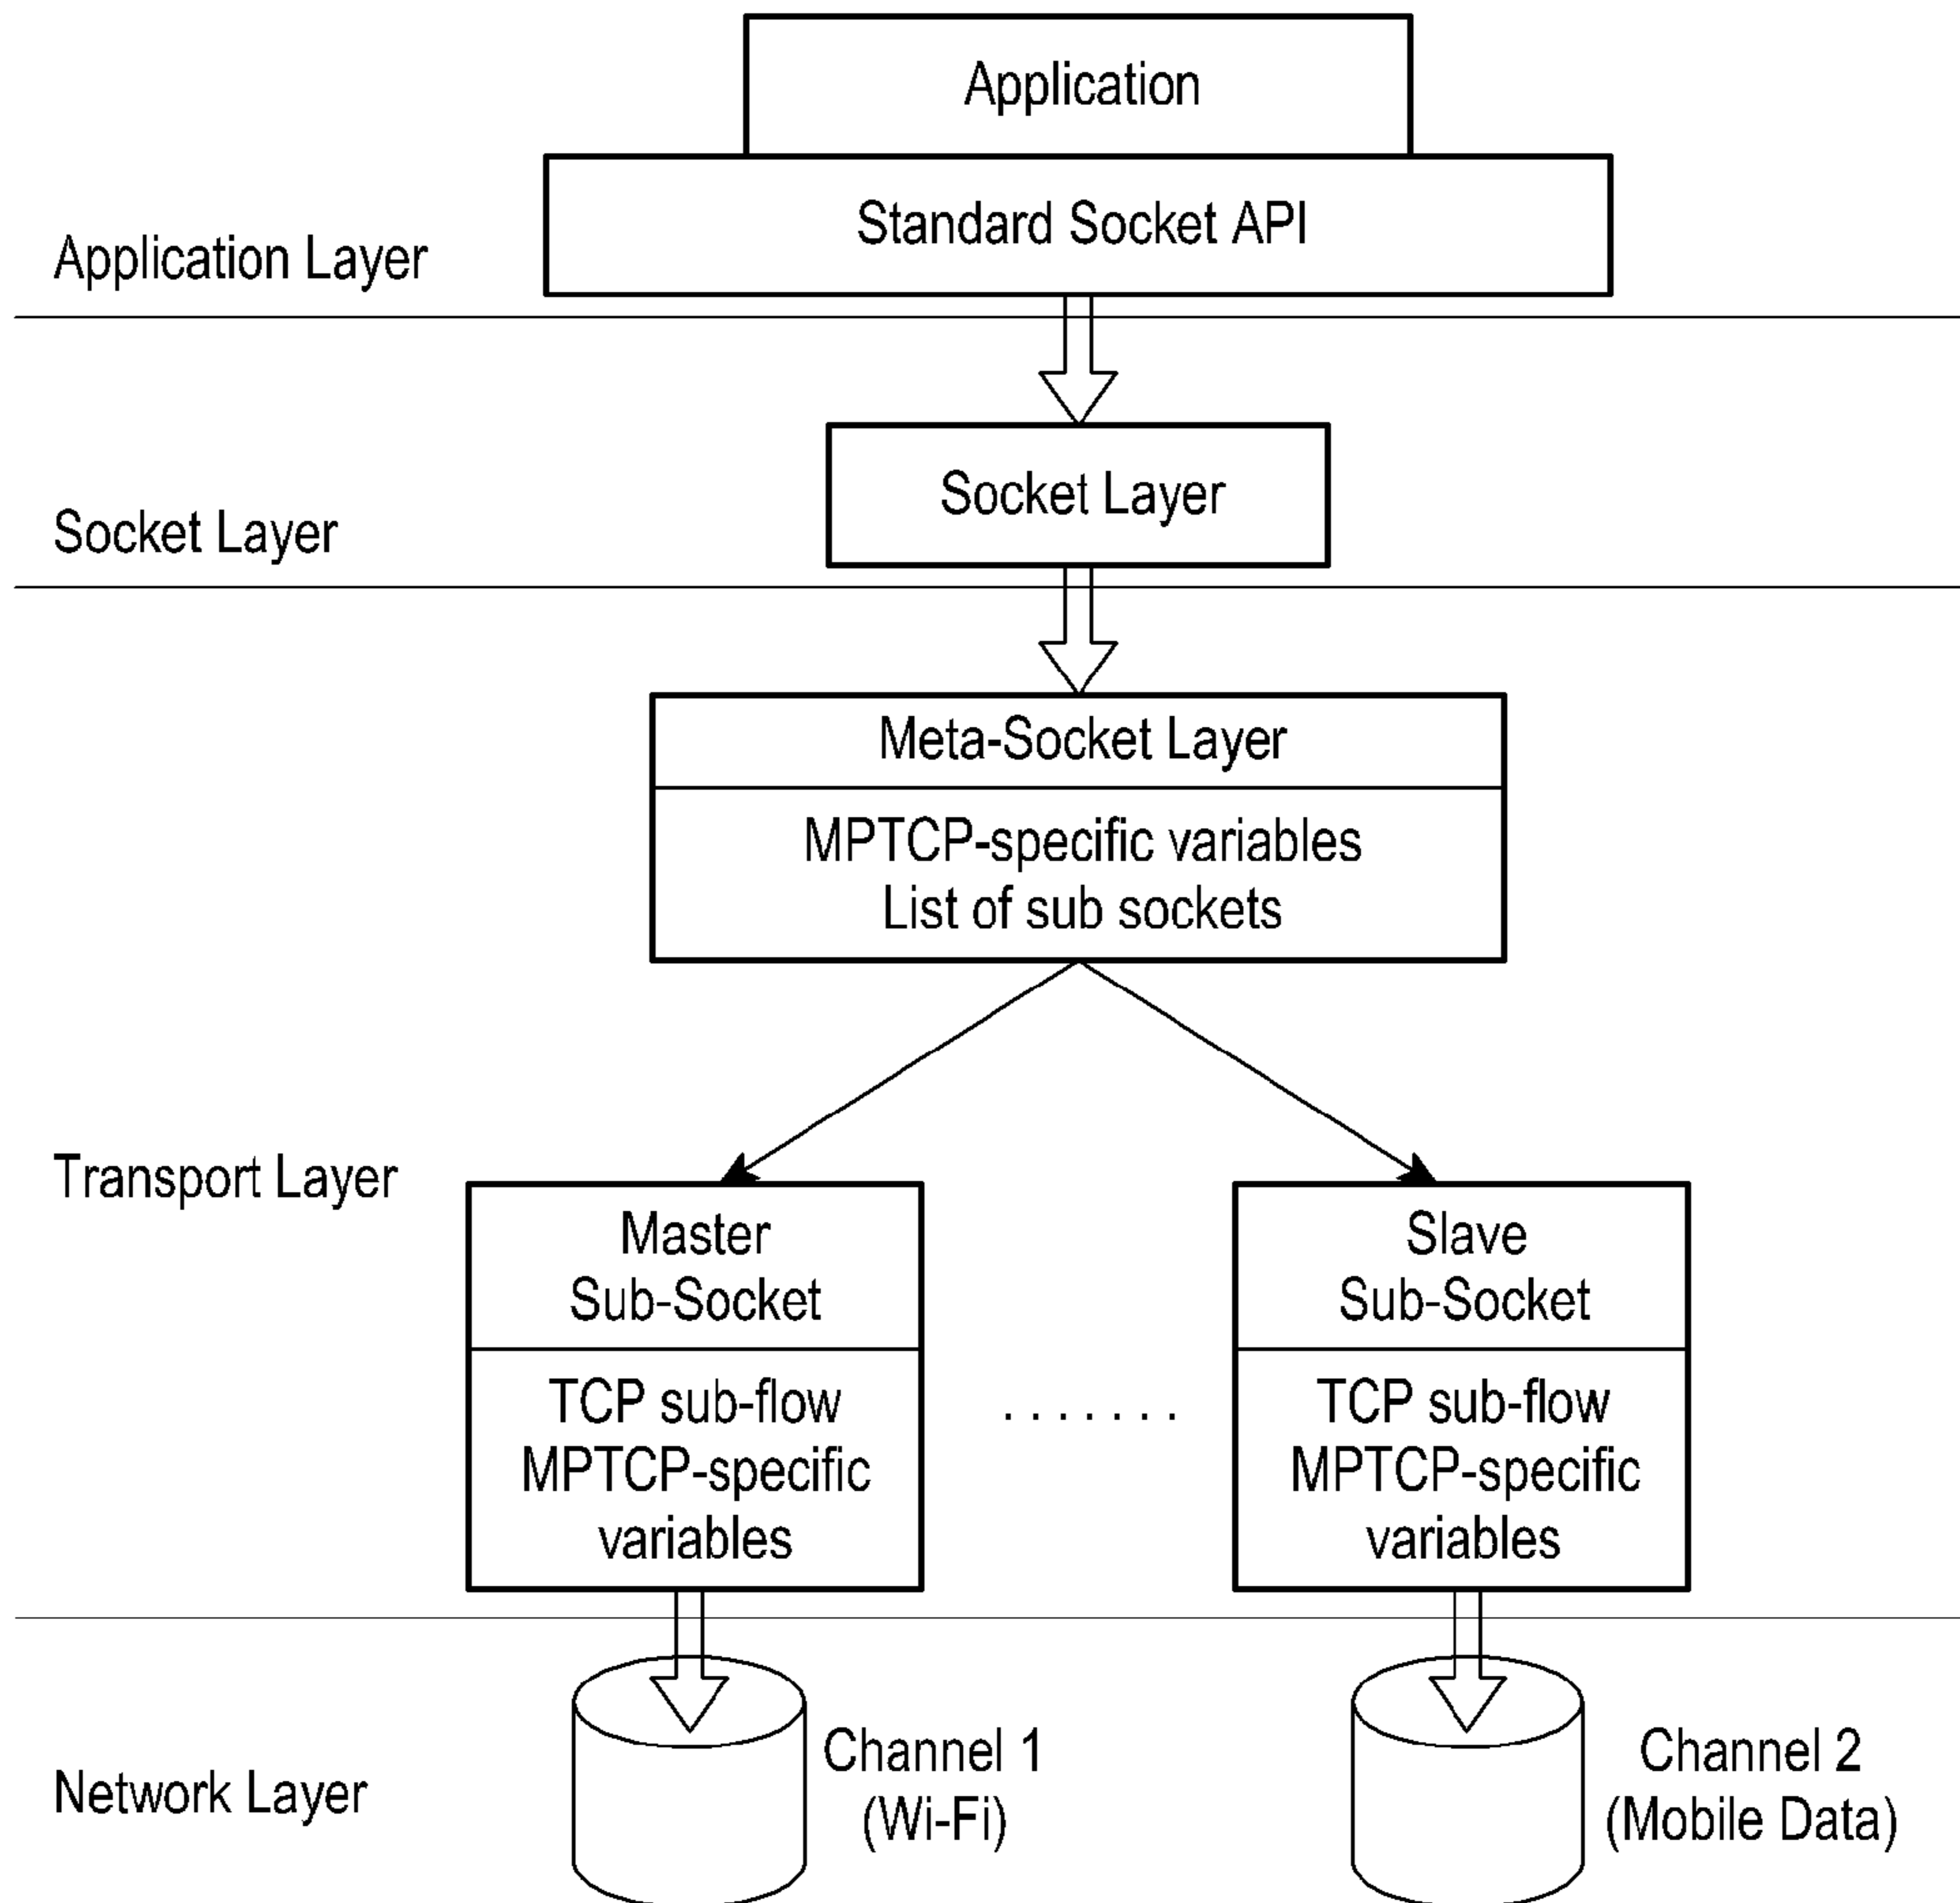 Application
Standard Socket API
Application Layer
Socket Layer
Socket Layer
Meta-Socket Layer
MPTCP-specific variables
List of sub sockets
Transport Layer
Master
Sub-Socket
TCP sub-flow
MPTCP-specific
variables
.......
Slave
Sub-Socket
TCP sub-flow
MPTCP-specific
variables
Network Layer
Channel 1
(Wi-Fi)
Channel 2
(Mobile Data)